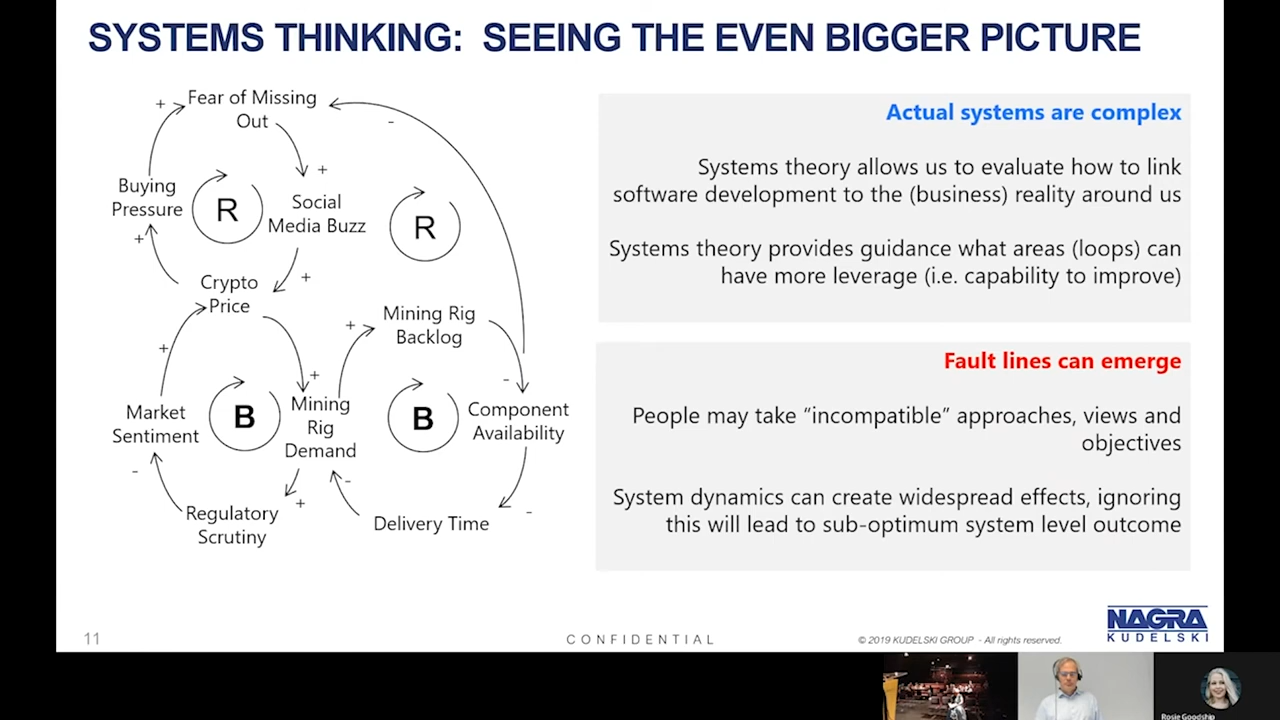 SYSTEMS THINKING: SEEING THE EVEN BIGGER PICTURE
Fear of Missing
Out
+
-
+
Buying
Pressure
R
Social
Media Buzz
R
+
+
Crypto
Price
Mining Rig
Backlog
+
+
+
-
Market
Sentiment
B
Mining
Rig
Demand
B
Component
Availability
-
-
+
-
Regulatory
Scrutiny
Delivery Time
Actual systems are complex
Systems theory allows us to evaluate how to link
software development to the (business) reality around us
Systems theory provides guidance what areas (loops) can
have more leverage (i.e. capability to improve)
Fault lines can emerge
People may take “incompatible” approaches, views and
objectives
System dynamics can create widespread effects, ignoring
this will lead to sub-optimum system level outcome
11
CONFIDENTIAL
© 2019 KUDELSKI GROUP - All rights reserved.
NAGRA
KUDELSKI
Rosie Goodship